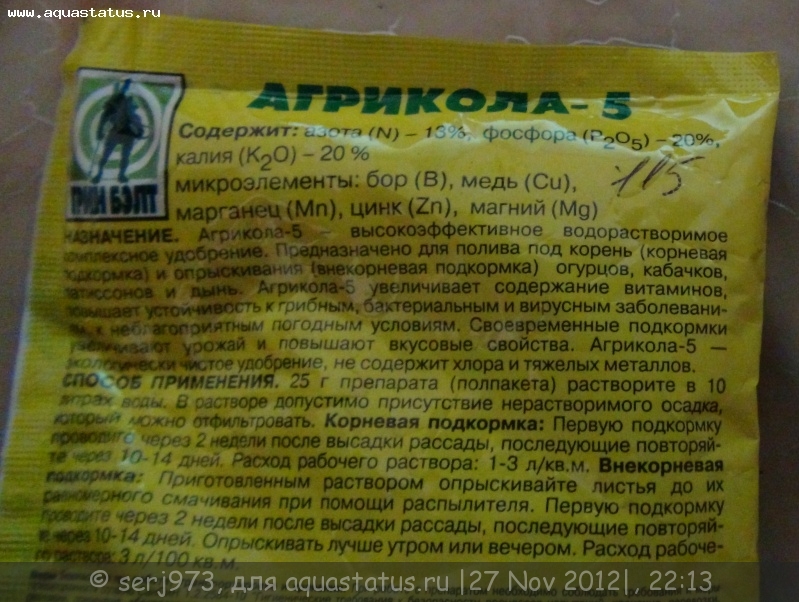 www.aquastatus.ru
АГРИКОЛА- 5
Содержит: азота (N) – 13%, фосфора (P2O5) – 20%,
калия (K2O) – 20 %
115
микроэлементы: бор (B), медь (Cu),
марганец (Mn), цинк (Zn), магний (Mg)
ГРИН БЭЛТ
НАЗНАЧЕНИЕ. Агрикола-5 – высокоэффективное водорастворимое
комплексное удобрение. Предназначено для полива под корень (корневая
подкормка) и опрыскивания (внекорневая подкормка) огурцов, кабачков,
патиссонов и дынь. Агрикола-5 увеличивает содержание витаминов,
повышает устойчивость к грибным, бактериальным и вирусным заболевани-
ям, к неблагоприятным погодным условиям. Своевременные подкормки
увеличивают урожай и повышают вкусовые свойства. Агрикола-5 —
экологически чистое удобрение, не содержит хлора и тяжелых металлов.
СПОСОБ ПРИМЕНЕНИЯ. 25 г препарата (полпакета) растворите в 10
литрах воды. В растворе допустимо присутствие нерастворимого осадка,
который можно отфильтровать. Корневая подкормка: Первую подкормку
проводите через 2 недели после высадки рассады, последующие повторяй-
те через 10-14 дней. Расход рабочего раствора: 1-3 л/кв.м. Внекорневая
подкормка: Приготовленным раствором опрыскивайте листья до их
равномерного смачивания при помощи распылителя. Первую подкормку
проводите через 2 недели после высадки рассады, последующие повторяй-
те через 10-14 дней. Опрыскивать лучше утром или вечером. Расход рабоче-
го раствора: 3 л/100 кв.м.
© serj973, для aquastatus.ru |27 Nov 2012| 22:13